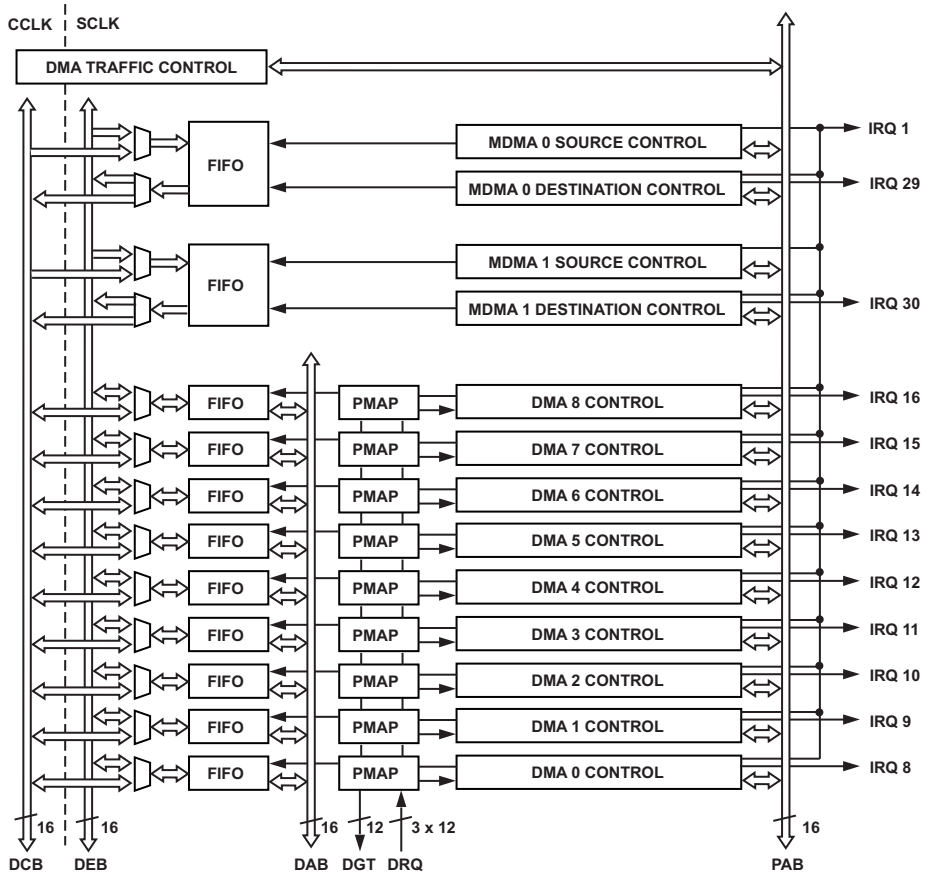 CCLK SCLK
DMA TRAFFIC CONTROL
FIFO
MDMA 0 SOURCE CONTROL
IRQ 1
MDMA 0 DESTINATION CONTROL
IRQ 29
FIFO
MDMA 1 SOURCE CONTROL
MDMA 1 DESTINATION CONTROL
IRQ 30
FIFO PMAP DMA 8 CONTROL IRQ 16
FIFO PMAP DMA 7 CONTROL IRQ 15
FIFO PMAP DMA 6 CONTROL IRQ 14
FIFO PMAP DMA 5 CONTROL IRQ 13
FIFO PMAP DMA 4 CONTROL IRQ 12
FIFO PMAP DMA 3 CONTROL IRQ 11
FIFO PMAP DMA 2 CONTROL IRQ 10
FIFO PMAP DMA 1 CONTROL IRQ 9
FIFO PMAP DMA 0 CONTROL IRQ 8
16 16 16 12 3 x 12 16
DCB DEB DAB DGT DRQ PAB